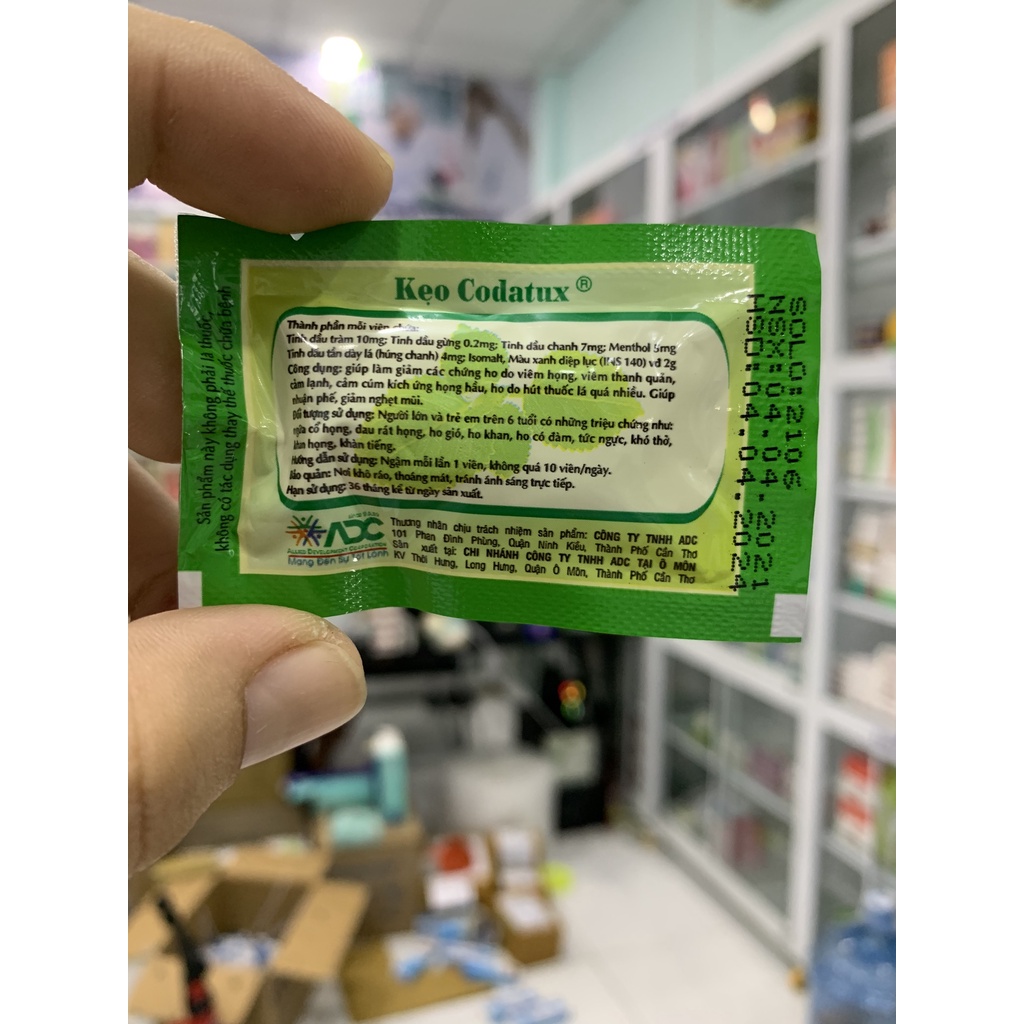 Kẹo Codatux ®
Thành phần mỗi viên chứa:
Tinh dầu tràm 10mg; Tinh dầu gừng 0.2mg; Tinh dầu chanh 7mg; Menthol 5mg
Tinh dầu tần dày lá (húng chanh) 4mg; Isomalt, Màu xanh diệp lục (INS 140) vđ 2g
Công dụng: giúp làm giảm các chứng ho do viêm họng, viêm thanh quản,
cảm lạnh, cảm cúm kích ứng họng hầu, ho do hút thuốc lá quá nhiều. Giúp
nhuận phế, giảm nghẹt mũi.
Đối tượng sử dụng: Người lớn và trẻ em trên 6 tuổi có những triệu chứng như:
ngứa cổ họng, đau rát họng, ho gió, ho khan, ho có đàm, tức ngực, khó thở,
khan họng, khàn tiếng.
Hướng dẫn sử dụng: Ngậm mỗi lần 1 viên, không quá 10 viên/ngày.
Bảo quản: Nơi khô ráo, thoáng mát, tránh ánh sáng trực tiếp.
Hạn sử dụng: 36 tháng kể từ ngày sản xuất.
ADC
ALLIED DEVELOPMENT CORPORATION
Mang Đến Sự Tốt Lành
Thương nhân chịu trách nhiệm sản phẩm: CÔNG TY TNHH ADC
101 Phan Đình Phùng, Quận Ninh Kiều, Thành Phố Cần Thơ
Sản xuất tại: CHI NHÁNH CÔNG TY TNHH ADC TẠI Ô MÔN
KV Thới Hưng, Long Hưng, Quận Ô Môn, Thành Phố Cần Thơ
Sản phẩm này không phải là thuốc,
không có tác dụng thay thế thuốc chữa bệnh
SOLO:2106
NSX:04.04.2021
HSD:04.04.2024